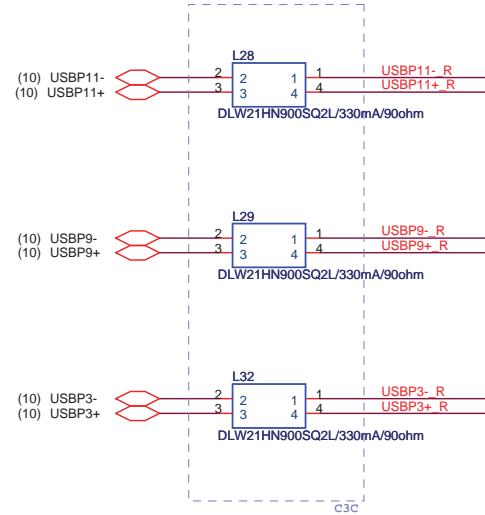 L28
(10) USBP11- 2 2 1 1 USBP11-_R
(10) USBP11+ 3 3 4 4 USBP11+_R
DLW21HN900SQ2L/330mA/90ohm
L29
(10) USBP9- 2 2 1 1 USBP9-_R
(10) USBP9+ 3 3 4 4 USBP9+_R
DLW21HN900SQ2L/330mA/90ohm
L32
(10) USBP3- 2 2 1 1 USBP3-_R
(10) USBP3+ 3 3 4 4 USBP3+_R
DLW21HN900SQ2L/330mA/90ohm
C3C